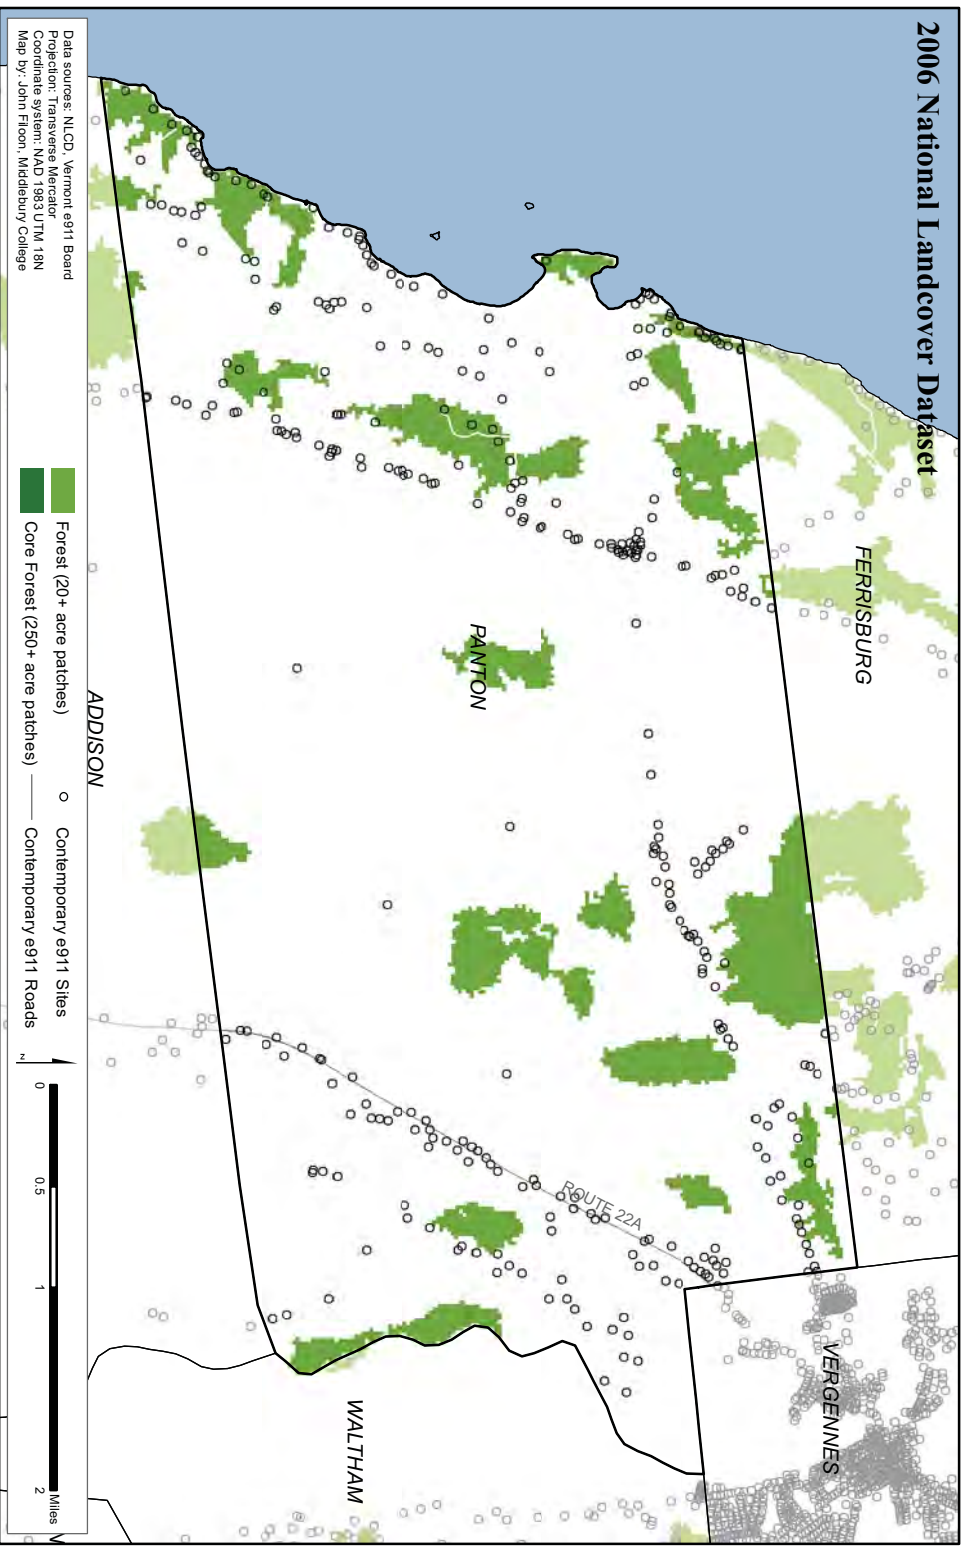 2006 National Landcover Dataset
FERRISBURG
PANTON
ADDISON
VERGENNES
WALTHAM
ROUTE 22A
Data sources: NLCD, Vermont e911 Board
Projection: Transverse Mercator
Coordinate system: NAD 1983 UTM 18N
Map by: John Filoon, Middlebury College
Forest (20+ acre patches)
Core Forest (250+ acre patches)
Contemporary e911 Sites
Contemporary e911 Roads
N
0 0.5 1 2
Miles